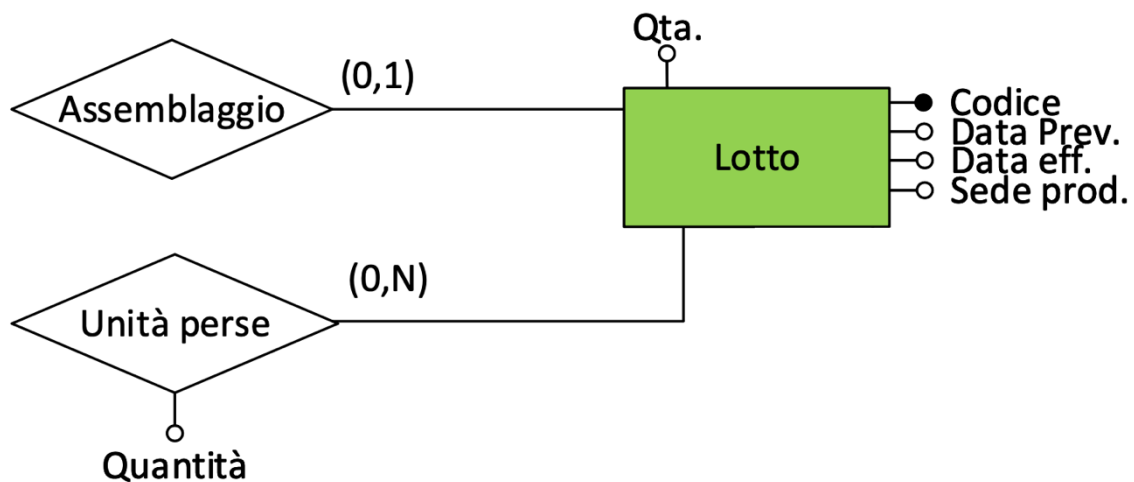 Qta.
(0,1)
Assemblaggio
Lotto
Codice
Data Prev.
Data eff.
Sede prod.
(0,N)
Unità perse
Quantità